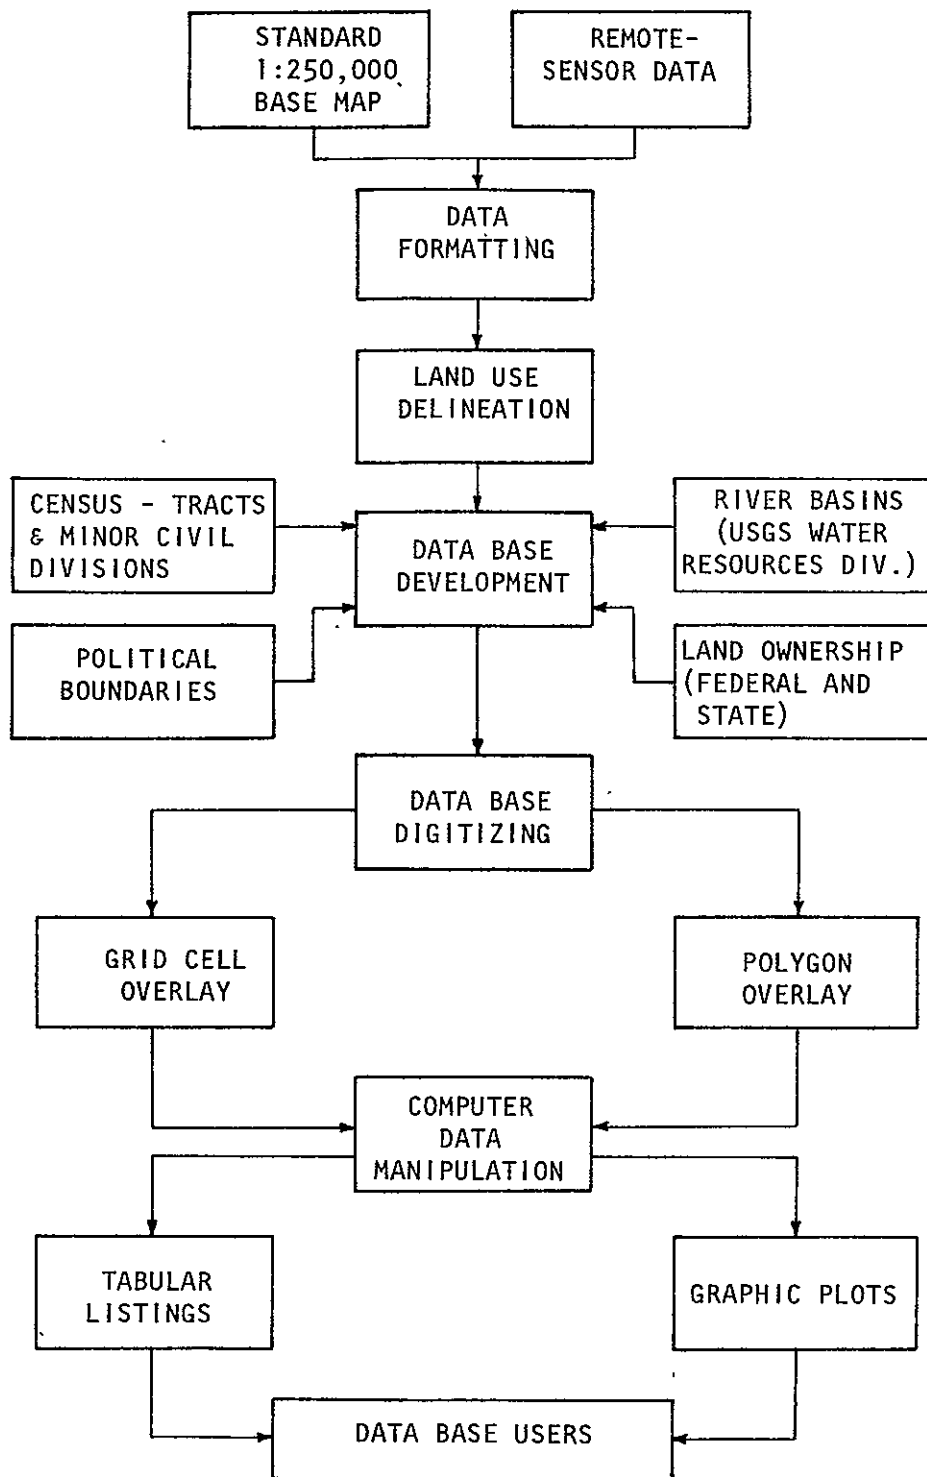 STANDARD
1:250,000
BASE MAP
REMOTE-
SENSOR DATA
DATA
FORMATTING
LAND USE
DELINEATION
CENSUS - TRACTS
& MINOR CIVIL
DIVISIONS
DATA BASE
DEVELOPMENT
RIVER BASINS
(USGS WATER
RESOURCES DIV.)
POLITICAL
BOUNDARIES
LAND OWNERSHIP
(FEDERAL AND
STATE)
DATA BASE
DIGITIZING
GRID CELL
OVERLAY
POLYGON
OVERLAY
COMPUTER
DATA
MANIPULATION
TABULAR
LISTINGS
GRAPHIC PLOTS
DATA BASE USERS